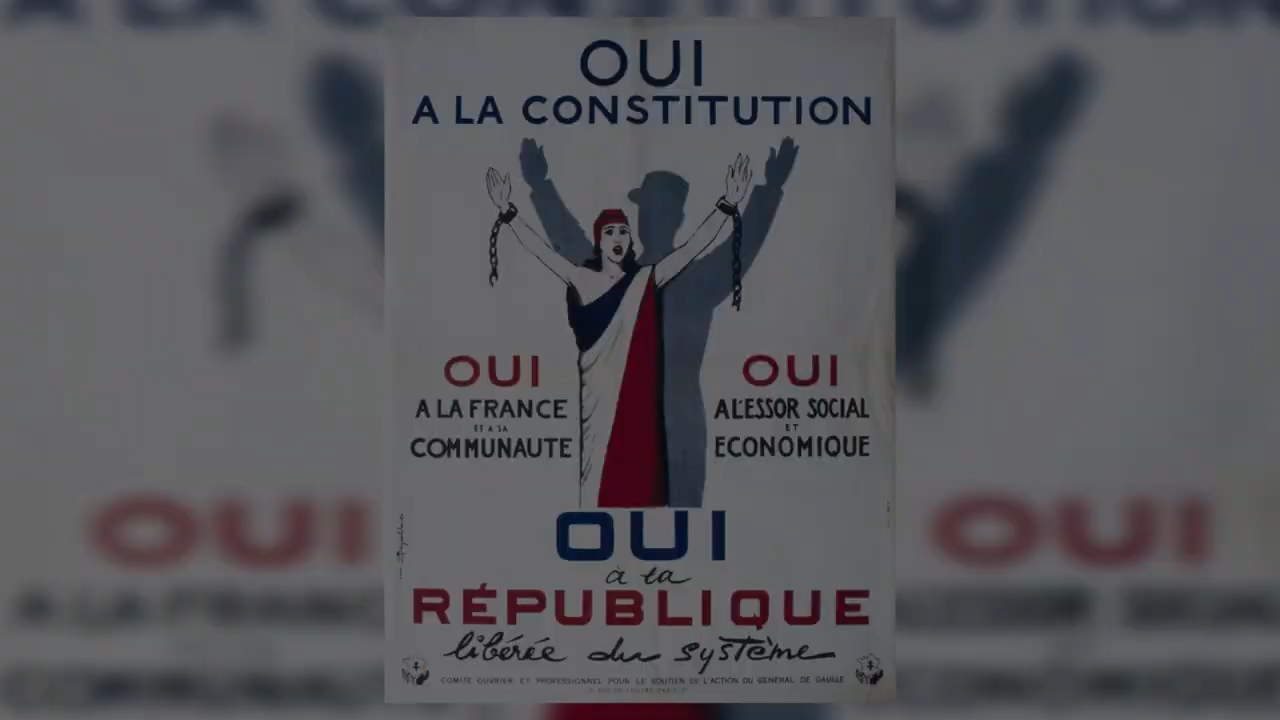 OUI
A LA CONSTITUTION
OUI
A LA FRANCE
ET A LA
COMMUNAUTE
OUI
A L'ESSOR SOCIAL
ET
ECONOMIQUE
OUI
à la
RÉPUBLIQUE
libérée du système
COMITE OUVRIER ET PROFESSIONNEL POUR LE SOUTIEN DE L'ACTION DU GENERAL DE GAULLE